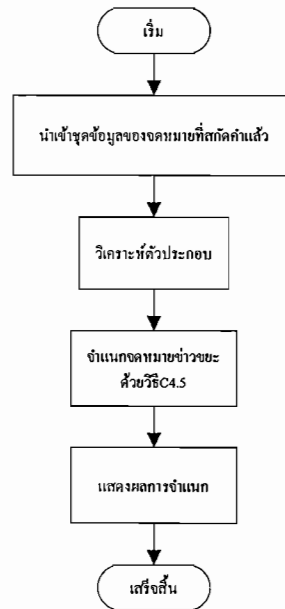 เริ่ม
นำเข้าชุดข้อมูลของจดหมายที่สกัดคำแล้ว
วิเคราะห์ตัวประกอบ
จำแนกจดหมายข่าวขยะ
ด้วยวิธีC4.5
แสดงผลการจำแนก
เสร็จสิ้น